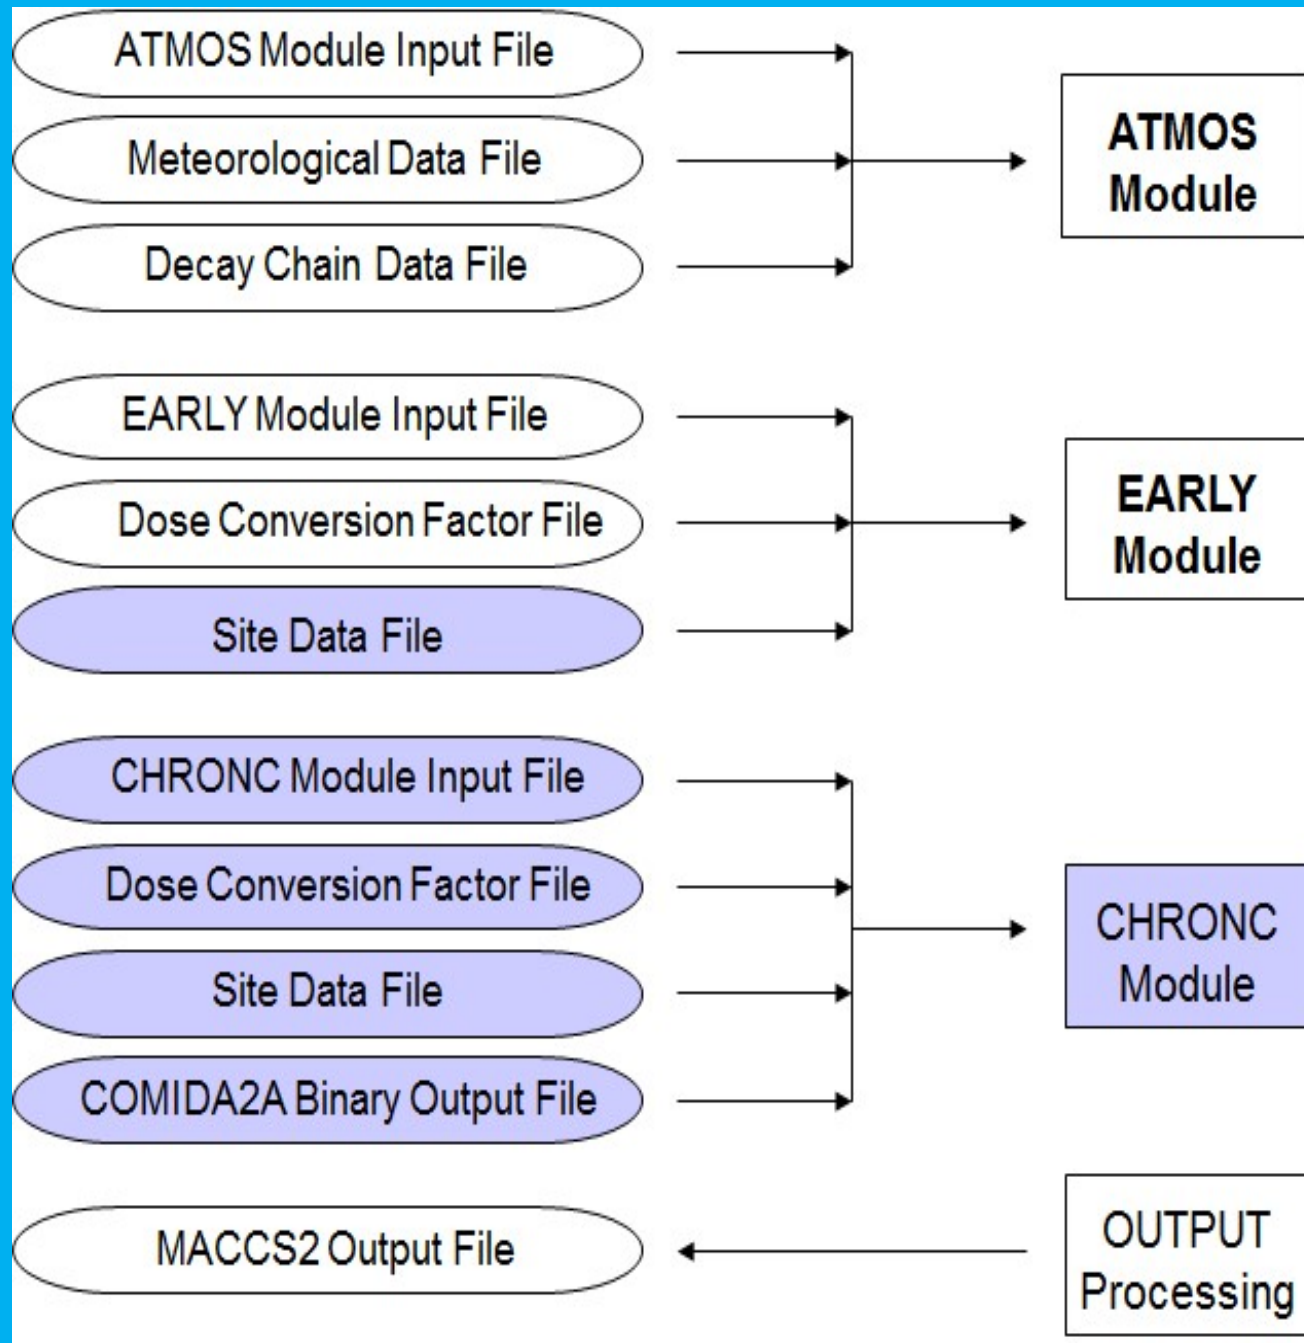 ATMOS Module Input File
Meteorological Data File
Decay Chain Data File
ATMOS
Module
EARLY Module Input File
Dose Conversion Factor File
Site Data File
EARLY
Module
CHRONC Module Input File
Dose Conversion Factor File
Site Data File
COMIDA2A Binary Output File
CHRONC
Module
MACCS2 Output File
OUTPUT
Processing